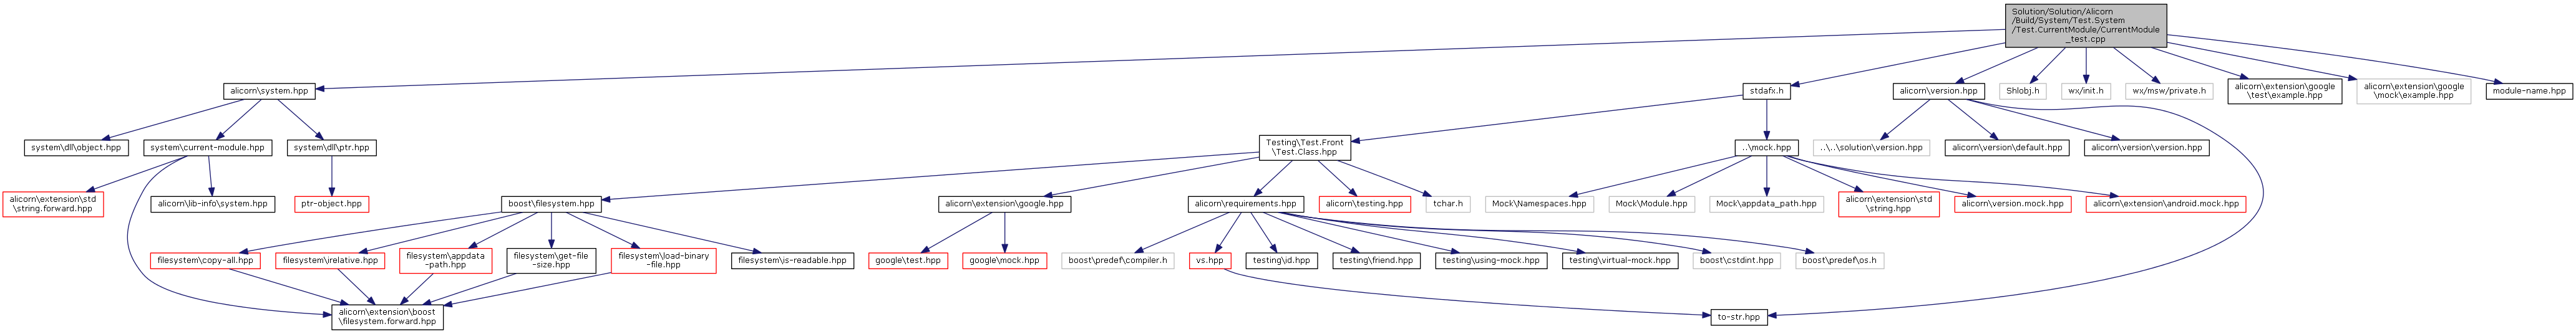 Solution/Solution/Alicorn
/Build/System/Test.System
/Test.CurrentModule/CurrentModule
_test.cpp
alicorn\system.hpp
stdafx.h
alicorn\version.hpp
Shlobj.h
wx/init.h
wx/msw/private.h
alicorn\extension\google
\test\example.hpp
alicorn\extension\google
\mock\example.hpp
module-name.hpp
system\dll\object.hpp
system\current-module.hpp
system\dll\ptr.hpp
Testing\Test.Front
\Test.Class.hpp
..\mock.hpp
..\..\solution\version.hpp
alicorn\version\default.hpp
alicorn\version\version.hpp
alicorn\extension\std
\string.forward.hpp
alicorn\lib-info\system.hpp
ptr-object.hpp
boost\filesystem.hpp
alicorn\extension\google.hpp
alicorn\requirements.hpp
alicorn\testing.hpp
tchar.h
Mock\Namespaces.hpp
Mock\Module.hpp
Mock\appdata_path.hpp
alicorn\extension\std
\string.hpp
alicorn\version.mock.hpp
alicorn\extension\android.mock.hpp
filesystem\copy-all.hpp
filesystem\relative.hpp
filesystem\appdata
-path.hpp
filesystem\get-file
-size.hpp
filesystem\load-binary
-file.hpp
filesystem\is-readable.hpp
google\test.hpp
google\mock.hpp
boost\predef\compiler.h
vs.hpp
testing\id.hpp
testing\friend.hpp
testing\using-mock.hpp
testing\virtual-mock.hpp
boost\cstdint.hpp
boost\predef\os.h
alicorn\extension\boost
\filesystem.forward.hpp
to-str.hpp